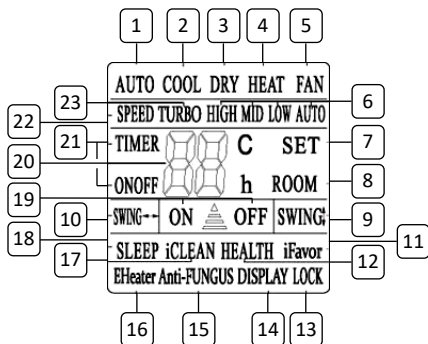 1 2 3 4 5
AUTO COOL DRY HEAT FAN
23 6
22 SPEED TURBO HIGH MID LOW AUTO
21 TIMER 88 C SET 7
20
ONOFF h ROOM 8
19
10 SWING ON OFF SWING 9
18 11
SLEEP iCLEAN HEALTH iFavor
17 12
EHeater Anti-FUNGUS DISPLAY LOCK
16 15 14 13